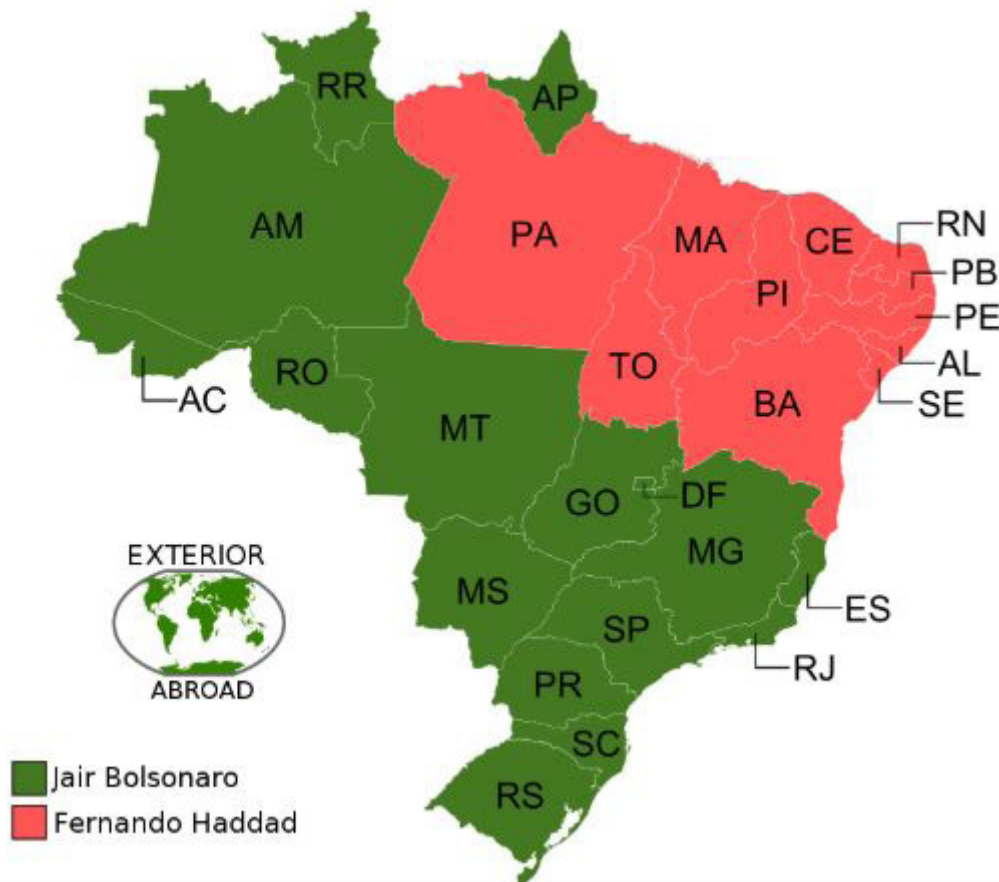 RR
AP
AM
PA
MA
CE
RN
PB
PI
PE
TO
AL
RO
AC
BA
SE
MT
GO
DF
MG
EXTERIOR
MS
ES
SP
RJ
ABROAD
PR
SC
Jair Bolsonaro
RS
Fernando Haddad